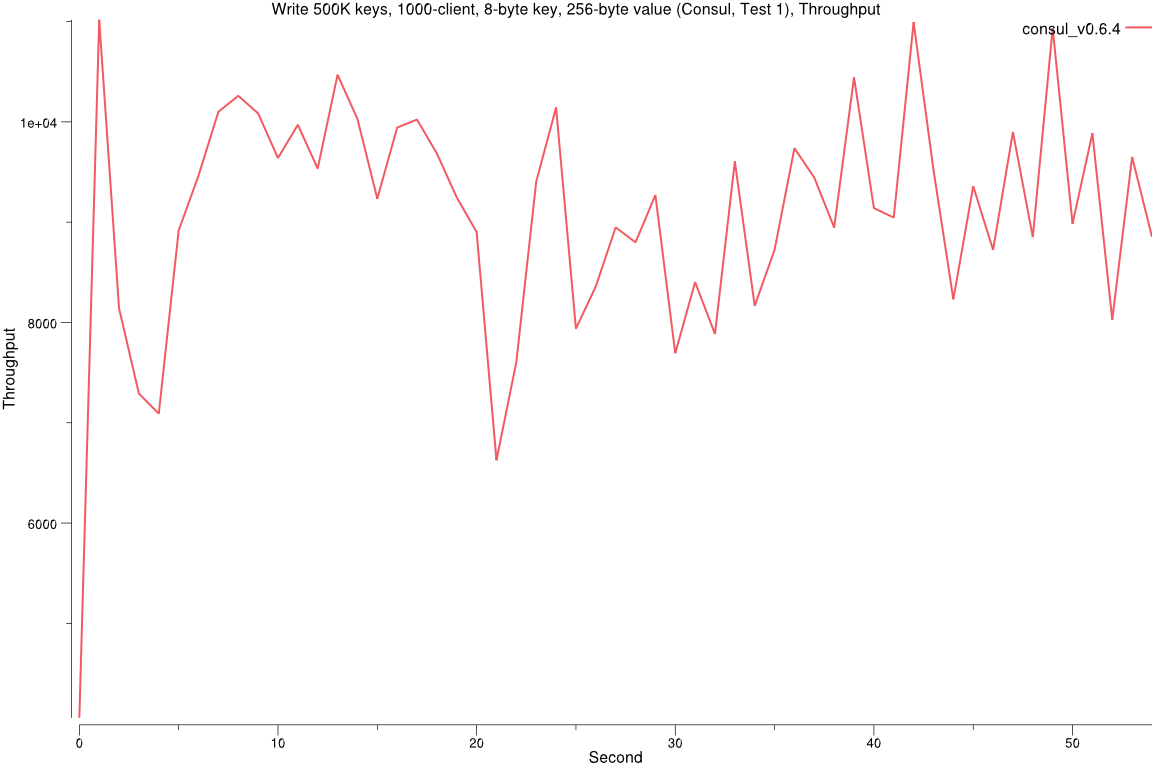 Write 500K keys, 1000-client, 8-byte key, 256-byte value (Consul, Test 1), Throughput
consul_v0.6.4
1e+04
8000
6000
Throughput
0 10 20 30 40 50
Second